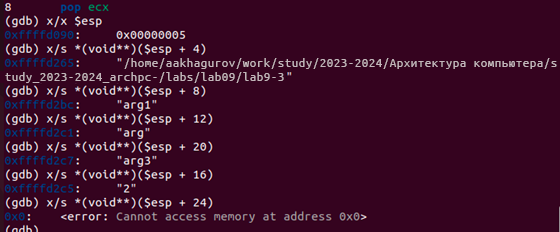 8       pop ecx
(gdb) x/x $esp
0xffffd090:     0x00000005
(gdb) x/s *(void**)($esp + 4)
0xffffd265:     "/home/aakhagurov/work/study/2023-2024/Архитектура компьютера/s
tudy_2023-2024_archpc-/labs/lab09/lab9-3"
(gdb) x/s *(void**)($esp + 8)
0xffffd2bc:     "arg1"
(gdb) x/s *(void**)($esp + 12)
0xffffd2c1:     "arg"
(gdb) x/s *(void**)($esp + 20)
0xffffd2c7:     "arg3"
(gdb) x/s *(void**)($esp + 16)
0xffffd2c5:     "2"
(gdb) x/s *(void**)($esp + 24)
0x0:    <error: Cannot access memory at address 0x0>
(gdb)